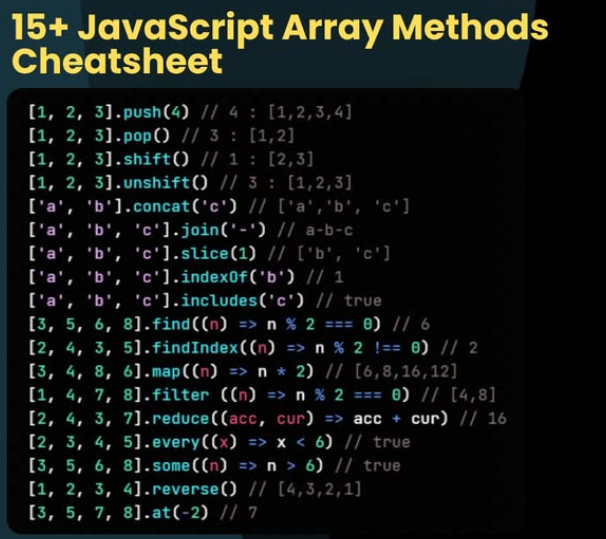 15+ JavaScript Array Methods
Cheatsheet
[1, 2, 3].push(4) // 4 : [1,2,3,4]
[1, 2, 3].pop() // 3 : [1,2]
[1, 2, 3].shift() // 1 : [2,3]
[1, 2, 3].unshift() // 3 : [1,2,3]
['a', 'b'].concat('c') // ['a','b', 'c']
['a', 'b', 'c'].join('-') // a-b-c
['a', 'b', 'c'].slice(1) // ['b', 'c']
['a', 'b', 'c'].indexOf('b') // 1
['a', 'b', 'c'].includes('c') // true
[3, 5, 6, 8].find((n) => n % 2 === 0) // 6
[2, 4, 3, 5].findIndex((n) => n % 2 !== 0) // 2
[3, 4, 8, 6].map((n) => n * 2) // [6,8,16,12]
[1, 4, 7, 8].filter ((n) => n % 2 === 0) // [4,8]
[2, 4, 3, 7].reduce((acc, cur) => acc + cur) // 16
[2, 3, 4, 5].every((x) => x < 6) // true
[3, 5, 6, 8].some((n) => n > 6) // true
[1, 2, 3, 4].reverse() // [4,3,2,1]
[3, 5, 7, 8].at(-2) // 7